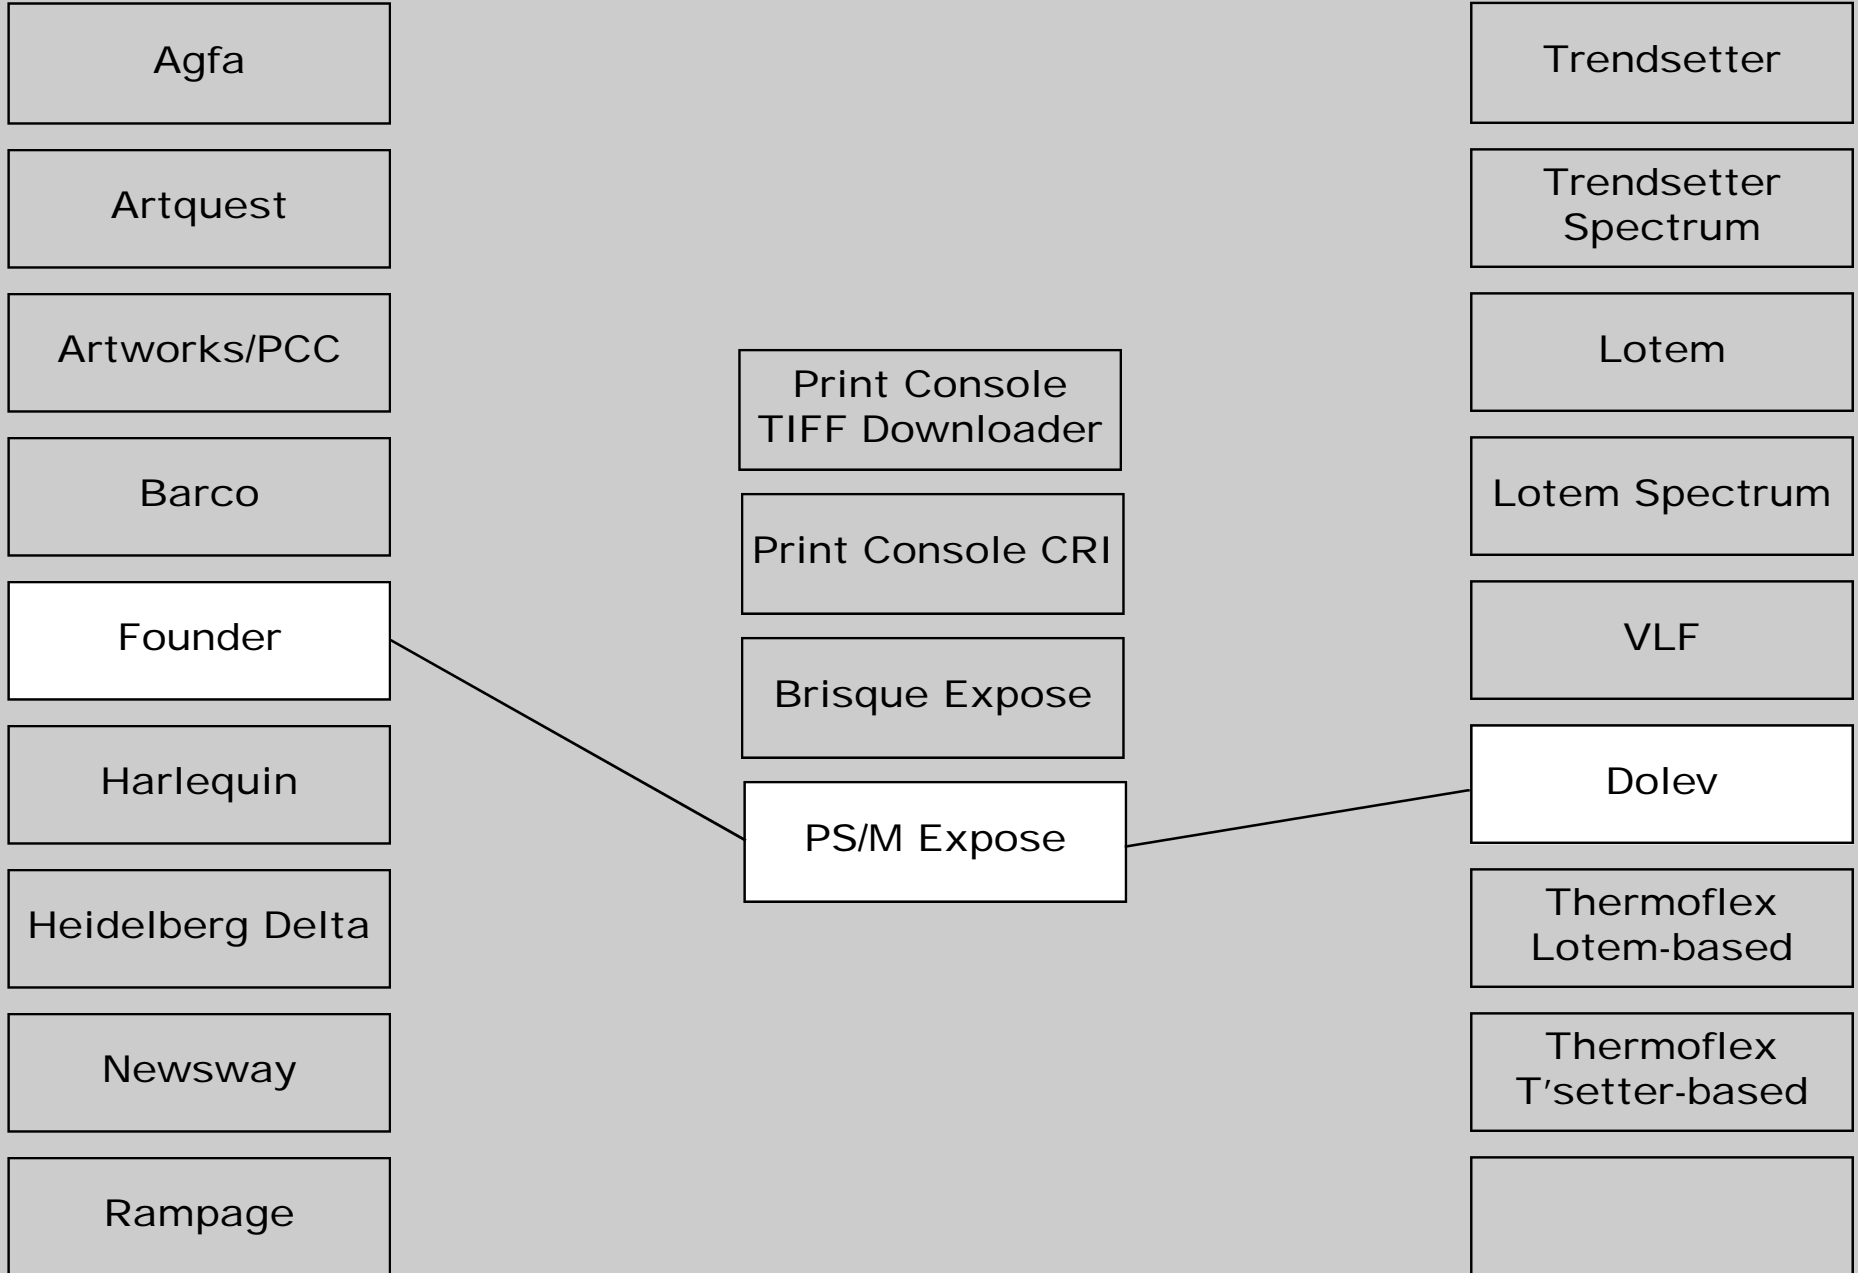 Agfa
Artquest
Artworks/PCC
Barco
Founder
Harlequin
Heidelberg Delta
Newsway
Rampage
Print Console
TIFF Downloader
Print Console CRI
Brisque Expose
PS/M Expose
Trendsetter
Trendsetter
Spectrum
Lotem
Lotem Spectrum
VLF
Dolev
Thermoflex
Lotem-based
Thermoflex
T'setter-based